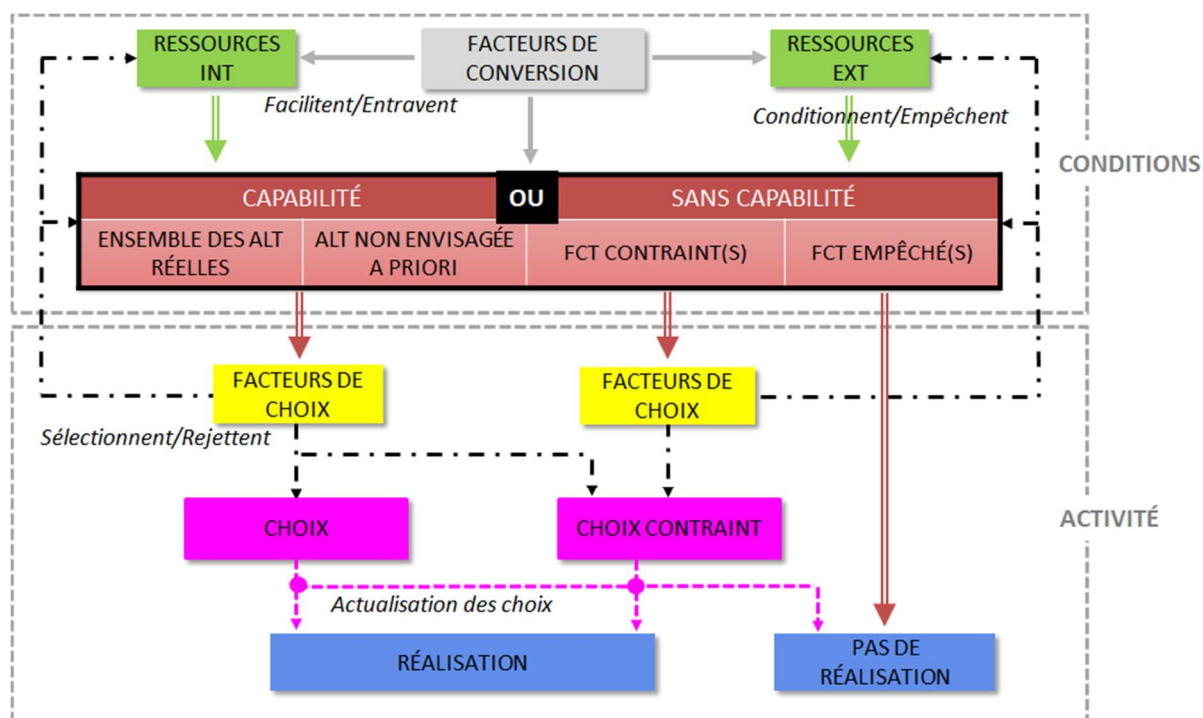 RESSOURCES
INT
FACTEURS DE
CONVERSION
RESSOURCES
EXT
Facilitent/Entravent
Conditionnent/Empêchent
CONDITIONS
CAPABILITÉ
OU
SANS CAPABILITÉ
ENSEMBLE DES ALT
RÉELLES
ALT NON ENVISAGÉE
A PRIORI
FCT CONTRAINT(S)
FCT EMPÊCHÉ(S)
FACTEURS DE
CHOIX
FACTEURS DE
CHOIX
Sélectionnent/Rejettent
CHOIX
CHOIX CONTRAINT
ACTIVITÉ
Actualisation des choix
RÉALISATION
PAS DE
RÉALISATION